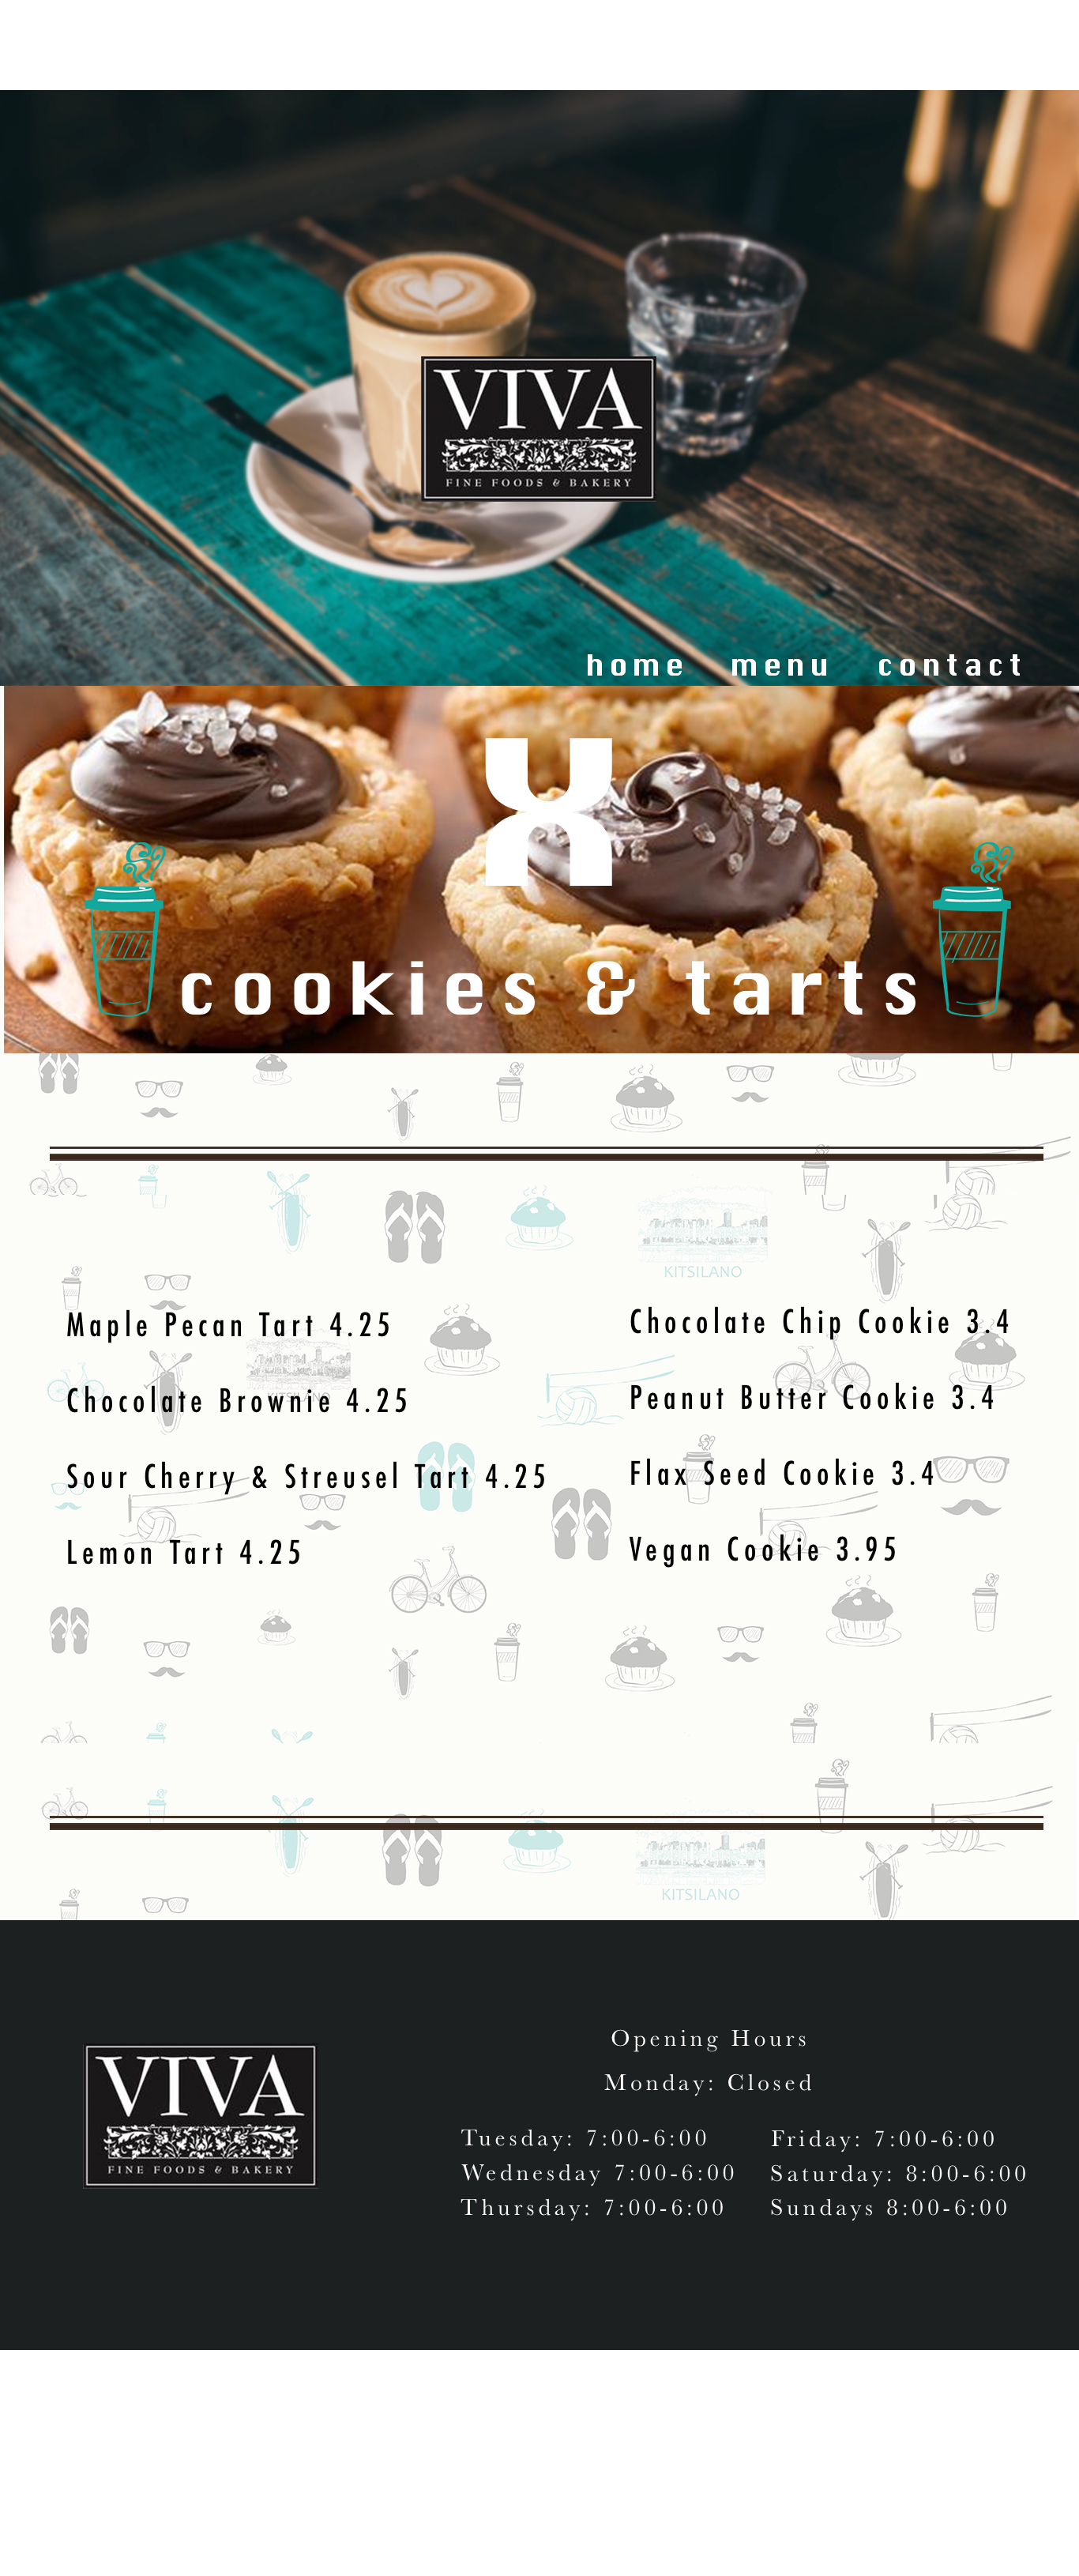 VIVA
FINE FOODS & BAKERY
home menu contact
X
cookies & tarts
KITSILANO
Maple Pecan Tart 4.25
Chocolate Brownie 4.25
Sour Cherry & Streusel Tart 4.25
Lemon Tart 4.25
KITSILANO
Chocolate Chip Cookie 3.4
Peanut Butter Cookie 3.4
Flax Seed Cookie 3.4
Vegan Cookie 3.95
KITSILANO
VIVA
FINE FOODS & BAKERY
Opening Hours
Monday: Closed
Tuesday: 7:00-6:00
Wednesday 7:00-6:00
Thursday: 7:00-6:00
Friday: 7:00-6:00
Saturday: 8:00-6:00
Sundays 8:00-6:00